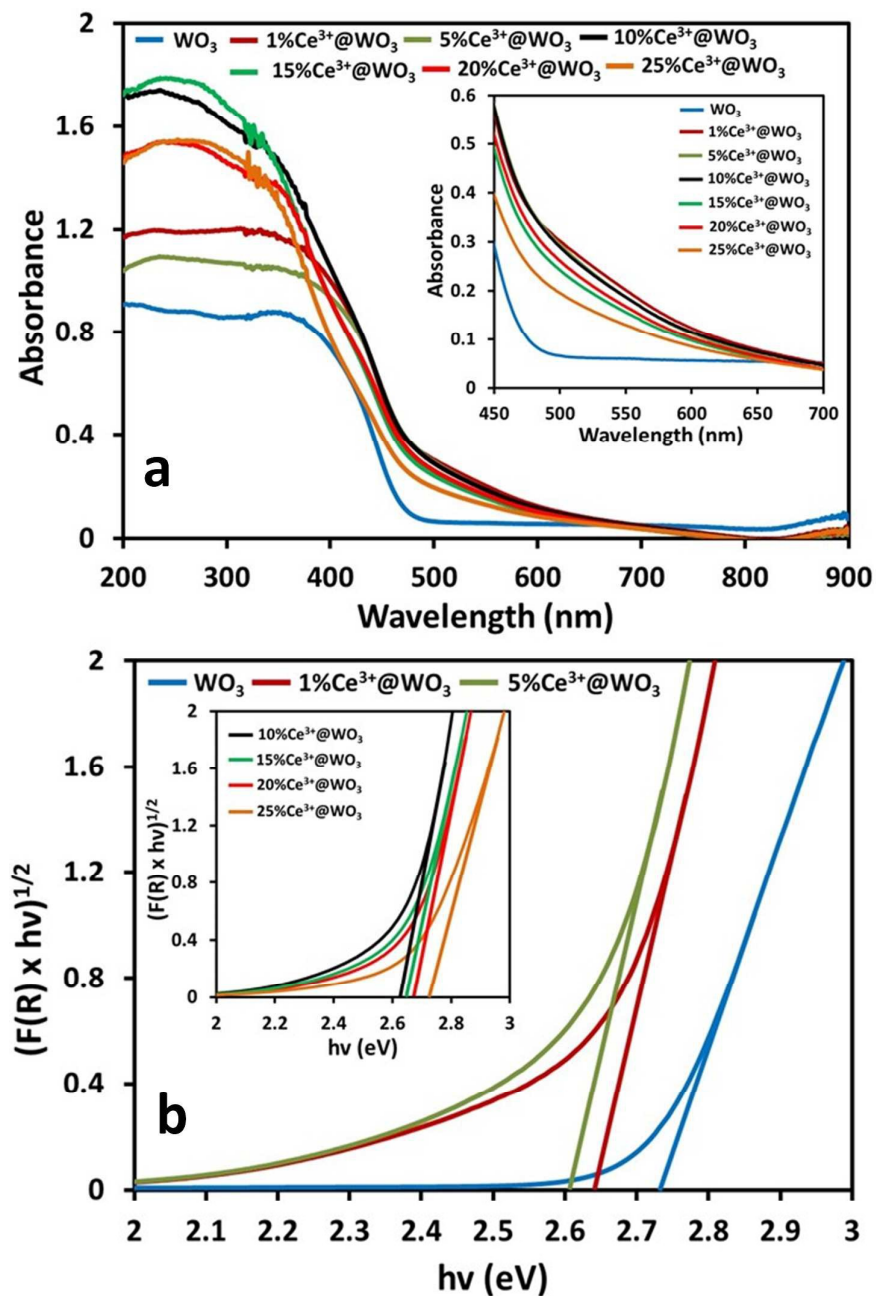 2
WO₃ 1%Ce³⁺@WO₃ 5%Ce³⁺@WO₃ 10%Ce³⁺@WO₃
15%Ce³⁺@WO₃ 20%Ce³⁺@WO₃ 25%Ce³⁺@WO₃
1.6
1.2
0.8
0.4
0
Absorbance
a
200 300 400 500 600 700 800 900
Wavelength (nm)
0.6
0.5
0.4
0.3
0.2
0.1
0
Absorbance
WO₃
1%Ce³⁺@WO₃
5%Ce³⁺@WO₃
10%Ce³⁺@WO₃
15%Ce³⁺@WO₃
20%Ce³⁺@WO₃
25%Ce³⁺@WO₃
450 500 550 600 650 700
Wavelength (nm)
2
WO₃ 1%Ce³⁺@WO₃ 5%Ce³⁺@WO₃
1.6
1.2
0.8
0.4
0
(F(R) x hν)¹ᐟ²
b
2 2.1 2.2 2.3 2.4 2.5 2.6 2.7 2.8 2.9 3
hν (eV)
2
1.6
1.2
0.8
0.4
0
(F(R) x hν)¹ᐟ²
10%Ce³⁺@WO₃
15%Ce³⁺@WO₃
20%Ce³⁺@WO₃
25%Ce³⁺@WO₃
2 2.2 2.4 2.6 2.8 3
hν (eV)